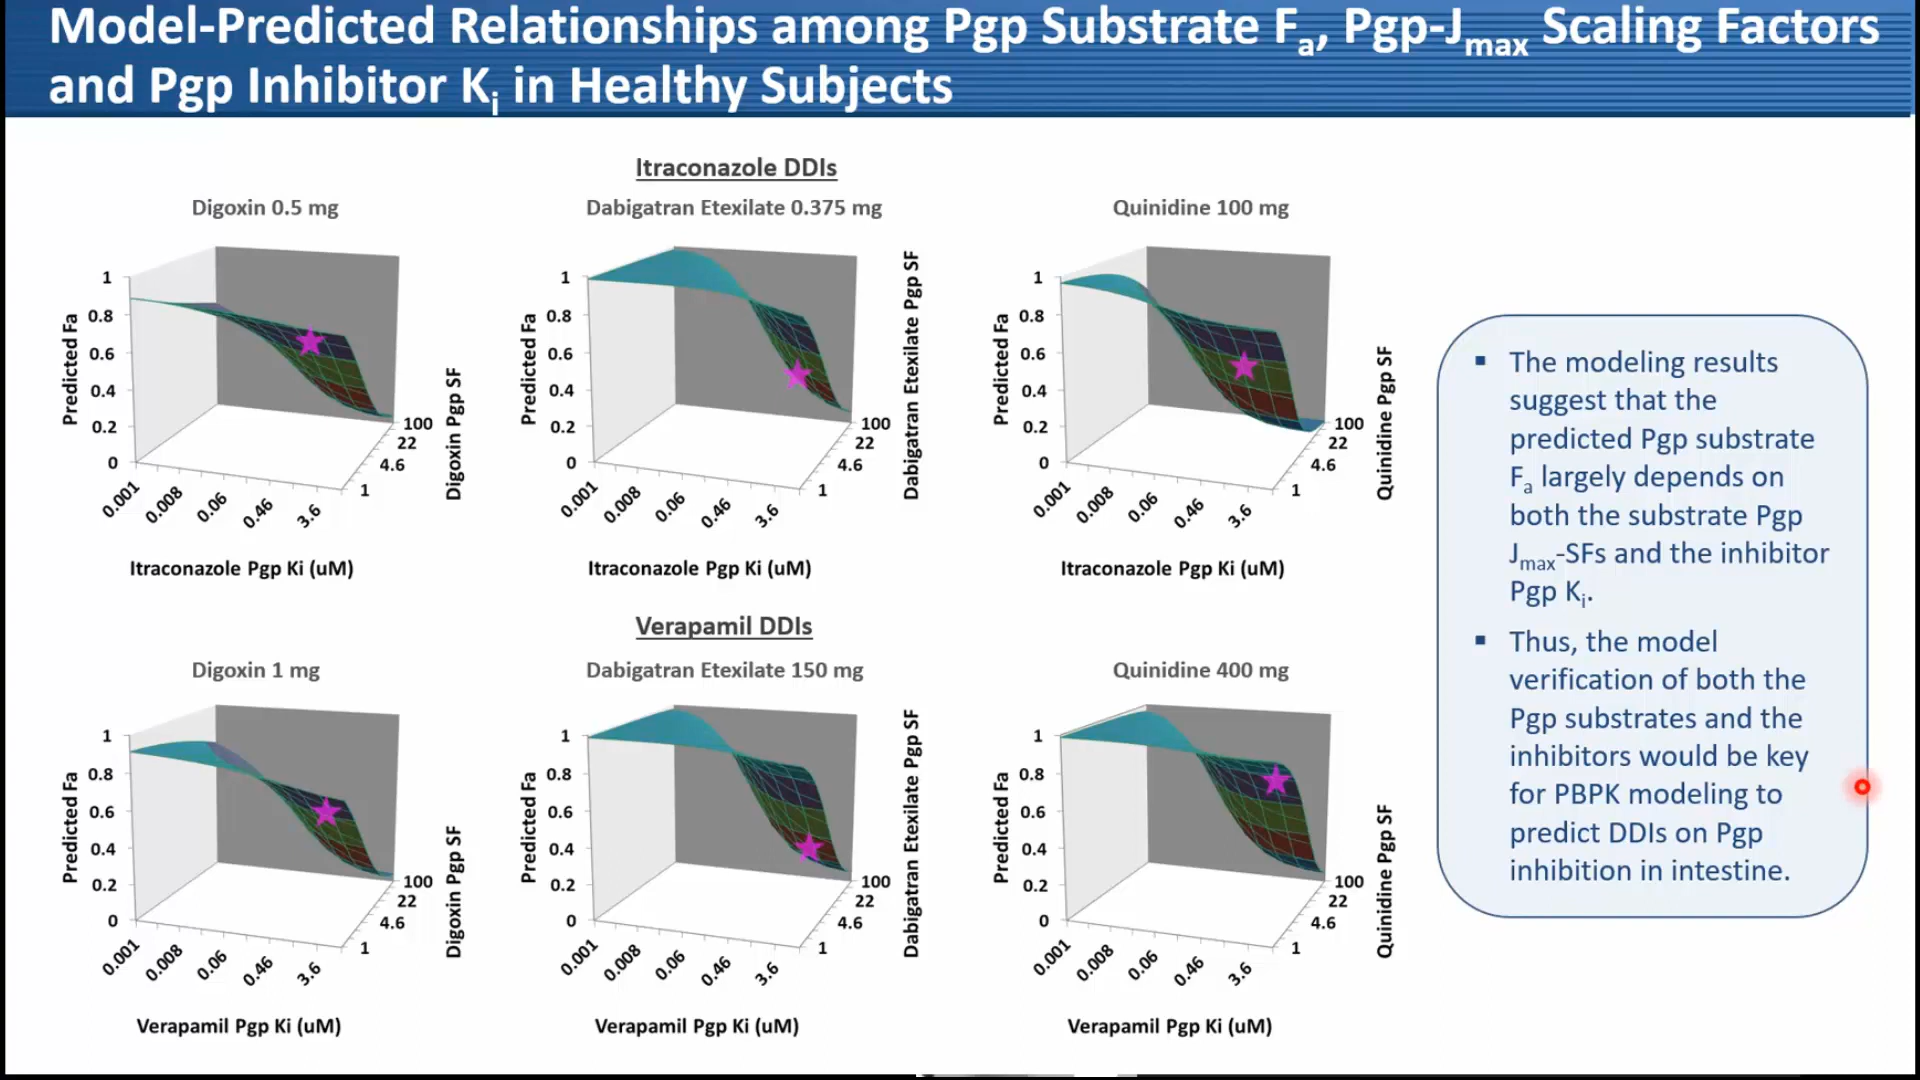 Model-Predicted Relationships among Pgp Substrate Fa, Pgp-Jmax Scaling Factors
and Pgp Inhibitor Ki in Healthy Subjects
Itraconazole DDIs
Digoxin 0.5 mg
Predicted Fa
1
0.8
0.6
0.4
0.2
0
0.001
0.008
0.06
0.46
3.6
1
4.6
22
100
Digoxin Pgp SF
Itraconazole Pgp Ki (uM)
Dabigatran Etexilate 0.375 mg
Predicted Fa
1
0.8
0.6
0.4
0.2
0
0.001
0.008
0.06
0.46
3.6
1
4.6
22
100
Dabigatran Etexilate Pgp SF
Itraconazole Pgp Ki (uM)
Quinidine 100 mg
Predicted Fa
1
0.8
0.6
0.4
0.2
0
0.001
0.008
0.06
0.46
3.6
1
4.6
22
100
Quinidine Pgp SF
Itraconazole Pgp Ki (uM)
Verapamil DDIs
Digoxin 1 mg
Predicted Fa
1
0.8
0.6
0.4
0.2
0
0.001
0.008
0.06
0.46
3.6
1
4.6
22
100
Digoxin Pgp SF
Verapamil Pgp Ki (uM)
Dabigatran Etexilate 150 mg
Predicted Fa
1
0.8
0.6
0.4
0.2
0
0.001
0.008
0.06
0.46
3.6
1
4.6
22
100
Dabigatran Etexilate Pgp SF
Verapamil Pgp Ki (uM)
Quinidine 400 mg
Predicted Fa
1
0.8
0.6
0.4
0.2
0
0.001
0.008
0.06
0.46
3.6
1
4.6
22
100
Quinidine Pgp SF
Verapamil Pgp Ki (uM)
▪ The modeling results
suggest that the
predicted Pgp substrate
Fa largely depends on
both the substrate Pgp
Jmax-SFs and the inhibitor
Pgp Ki.
▪ Thus, the model
verification of both the
Pgp substrates and the
inhibitors would be key
for PBPK modeling to
predict DDIs on Pgp
inhibition in intestine.